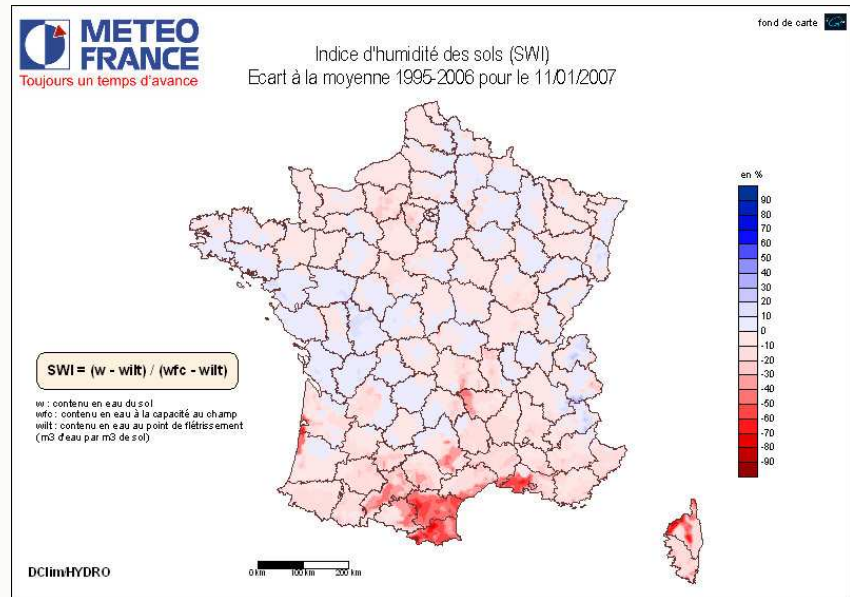 METEO
FRANCE
Toujours un temps d'avance
fond de carte
Indice d'humidité des sols (SWI)
Ecart à la moyenne 1995-2006 pour le 11/01/2007
en %
90
80
70
60
50
40
30
20
10
0
-10
-20
-30
-40
-50
-60
-70
-80
-90
SWI = (w - wilt) / (wfc - wilt)
w : contenu en eau du sol
wfc : contenu en eau à la capacité au champ
wilt : contenu en eau au point de flétrissement
(m3 d'eau par m3 de sol)
DClim/HYDRO
0 km 100 km 200 km